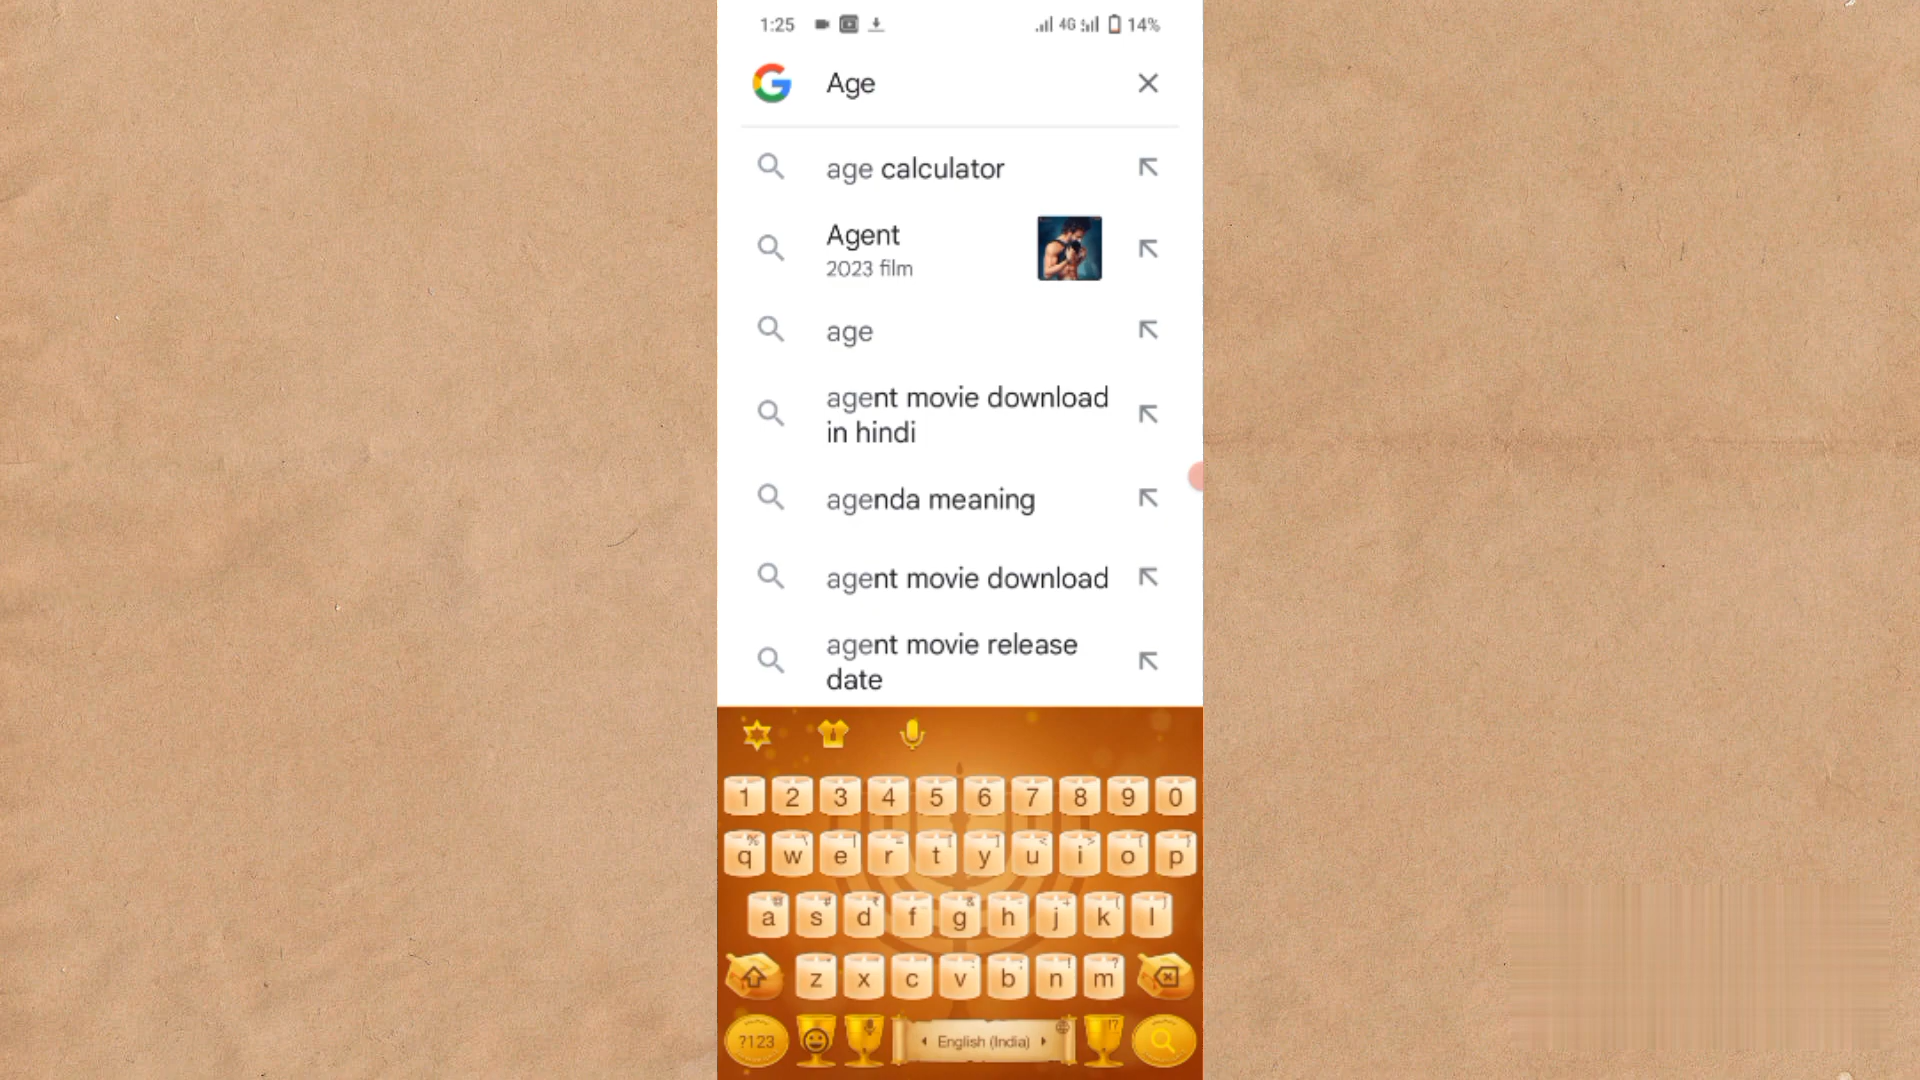 1:25 4G 14%
Age
age calculator
Agent
2023 film
age
agent movie download
in hindi
agenda meaning
agent movie download
agent movie release
date
1 2 3 4 5 6 7 8 9 0
q w e r t y u i o p
a s d f g h j k l
z x c v b n m
?123 English (India) !?